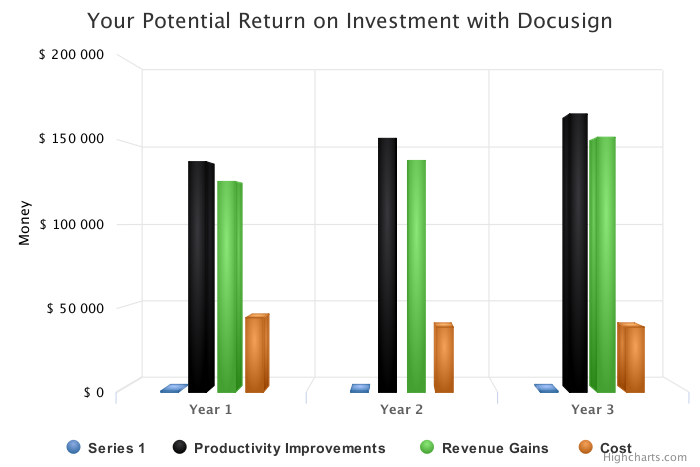 Your Potential Return on Investment with Docusign
$ 200 000
$ 150 000
$ 100 000
$ 50 000
$ 0
Money
Year 1
Year 2
Year 3
Series 1
Productivity Improvements
Revenue Gains
Cost
Highcharts.com